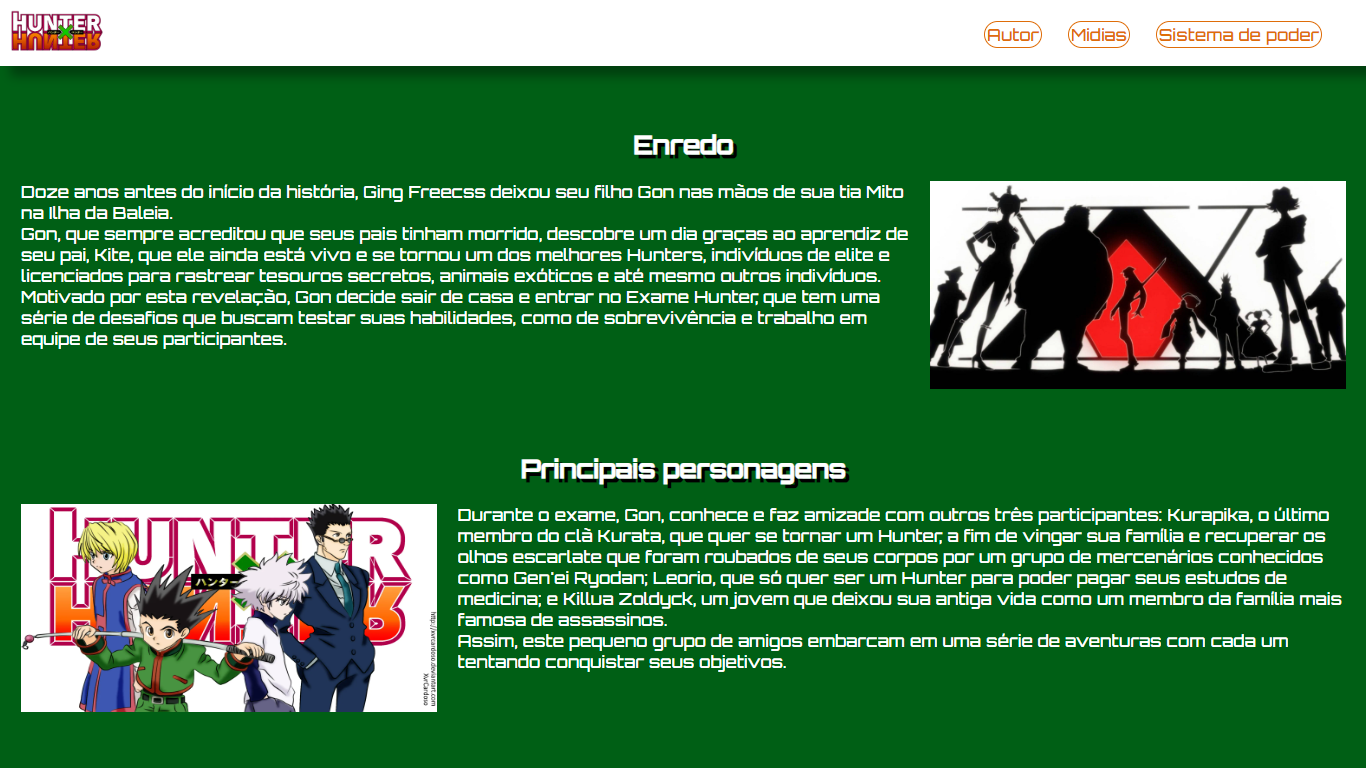 HUNTER
HUNTER
Autor
Midias
Sistema de poder
Enredo
Doze anos antes do início da história, Ging Freecss deixou seu filho Gon nas mãos de sua tia Mito
na Ilha da Baleia.
Gon, que sempre acreditou que seus pais tinham morrido, descobre um dia graças ao aprendiz de
seu pai, Kite, que ele ainda está vivo e se tornou um dos melhores Hunters, indivíduos de elite e
licenciados para rastrear tesouros secretos, animais exóticos e até mesmo outros indivíduos.
Motivado por esta revelação, Gon decide sair de casa e entrar no Exame Hunter, que tem uma
série de desafios que buscam testar suas habilidades, como de sobrevivência e trabalho em
equipe de seus participantes.
Principais personagens
HUNTER
ハンター
HUNTER
http://xvrcardoso.deviantart.com
XvrCardoso
Durante o exame, Gon, conhece e faz amizade com outros três participantes: Kurapika, o último
membro do clã Kurata, que quer se tornar um Hunter, a fim de vingar sua família e recuperar os
olhos escarlate que foram roubados de seus corpos por um grupo de mercenários conhecidos
como Gen'ei Ryodan; Leorio, que só quer ser um Hunter para poder pagar seus estudos de
medicina; e Killua Zoldyck, um jovem que deixou sua antiga vida como um membro da família mais
famosa de assassinos.
Assim, este pequeno grupo de amigos embarcam em uma série de aventuras com cada um
tentando conquistar seus objetivos.